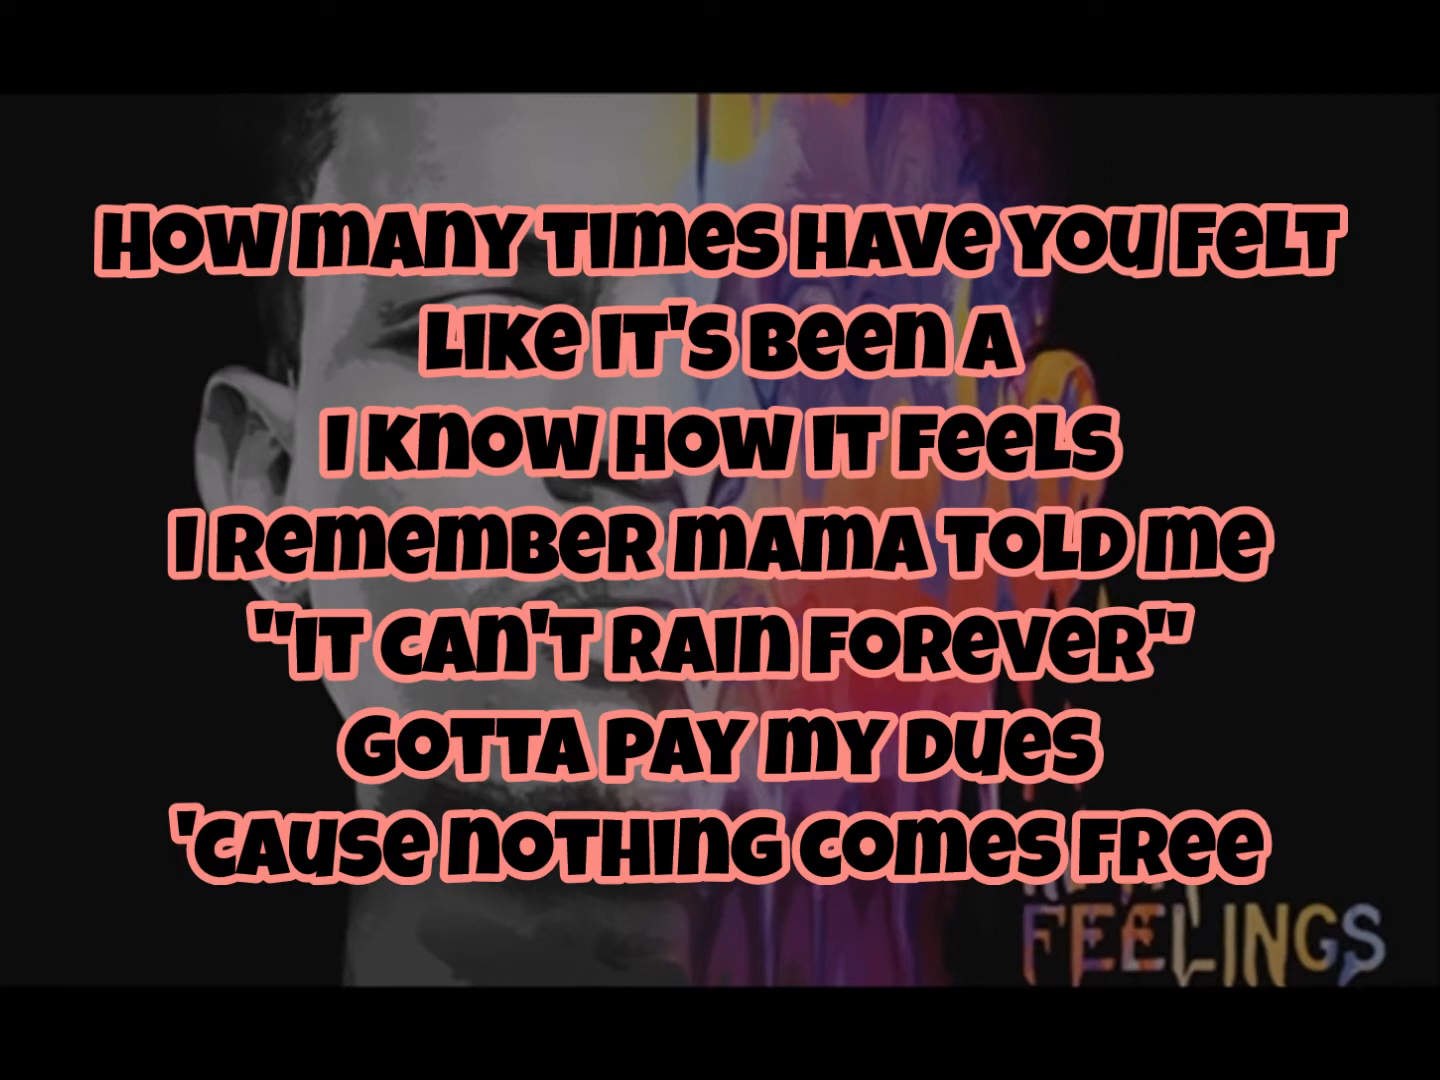 How many times have you felt
like it's been a
I know how it feels
I remember mama told me
"It can't rain forever"
Gotta pay my dues
'Cause nothing comes free
FEELINGS